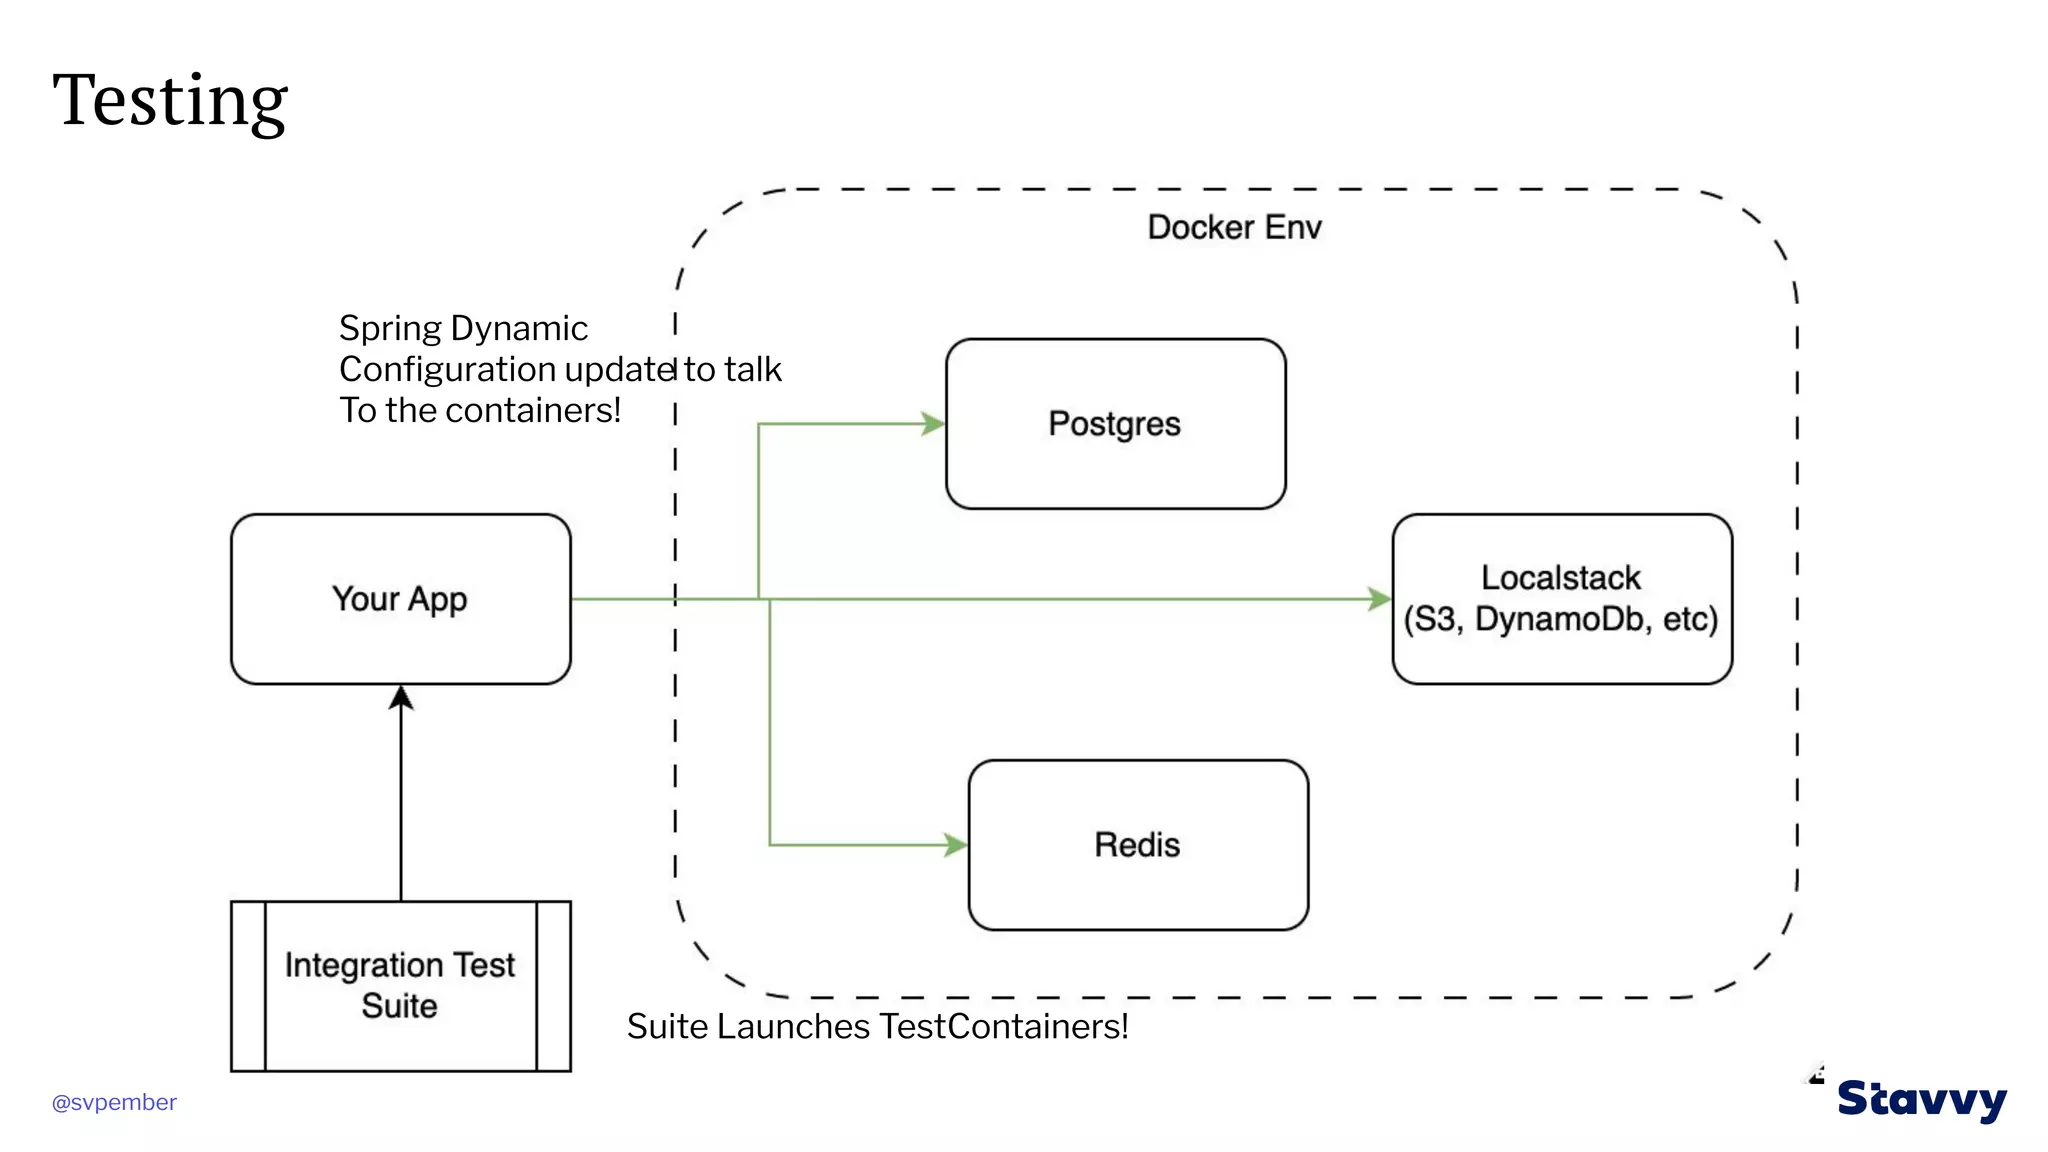 Testing
Docker Env
Spring Dynamic
Configuration update to talk
To the containers!
Postgres
Your App
Localstack
(S3, DynamoDb, etc)
Redis
Integration Test
Suite
Suite Launches TestContainers!
@svpember
Stavvy